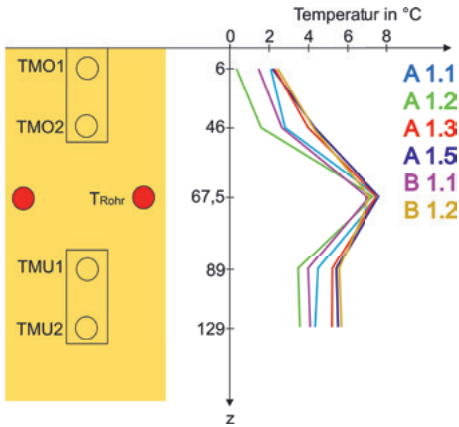 Temperatur in °C
0 2 4 6 8
TMO1
TMO2
TRohr
TMU1
TMU2
6
46
67,5
89
129
z
A 1.1
A 1.2
A 1.3
A 1.5
B 1.1
B 1.2